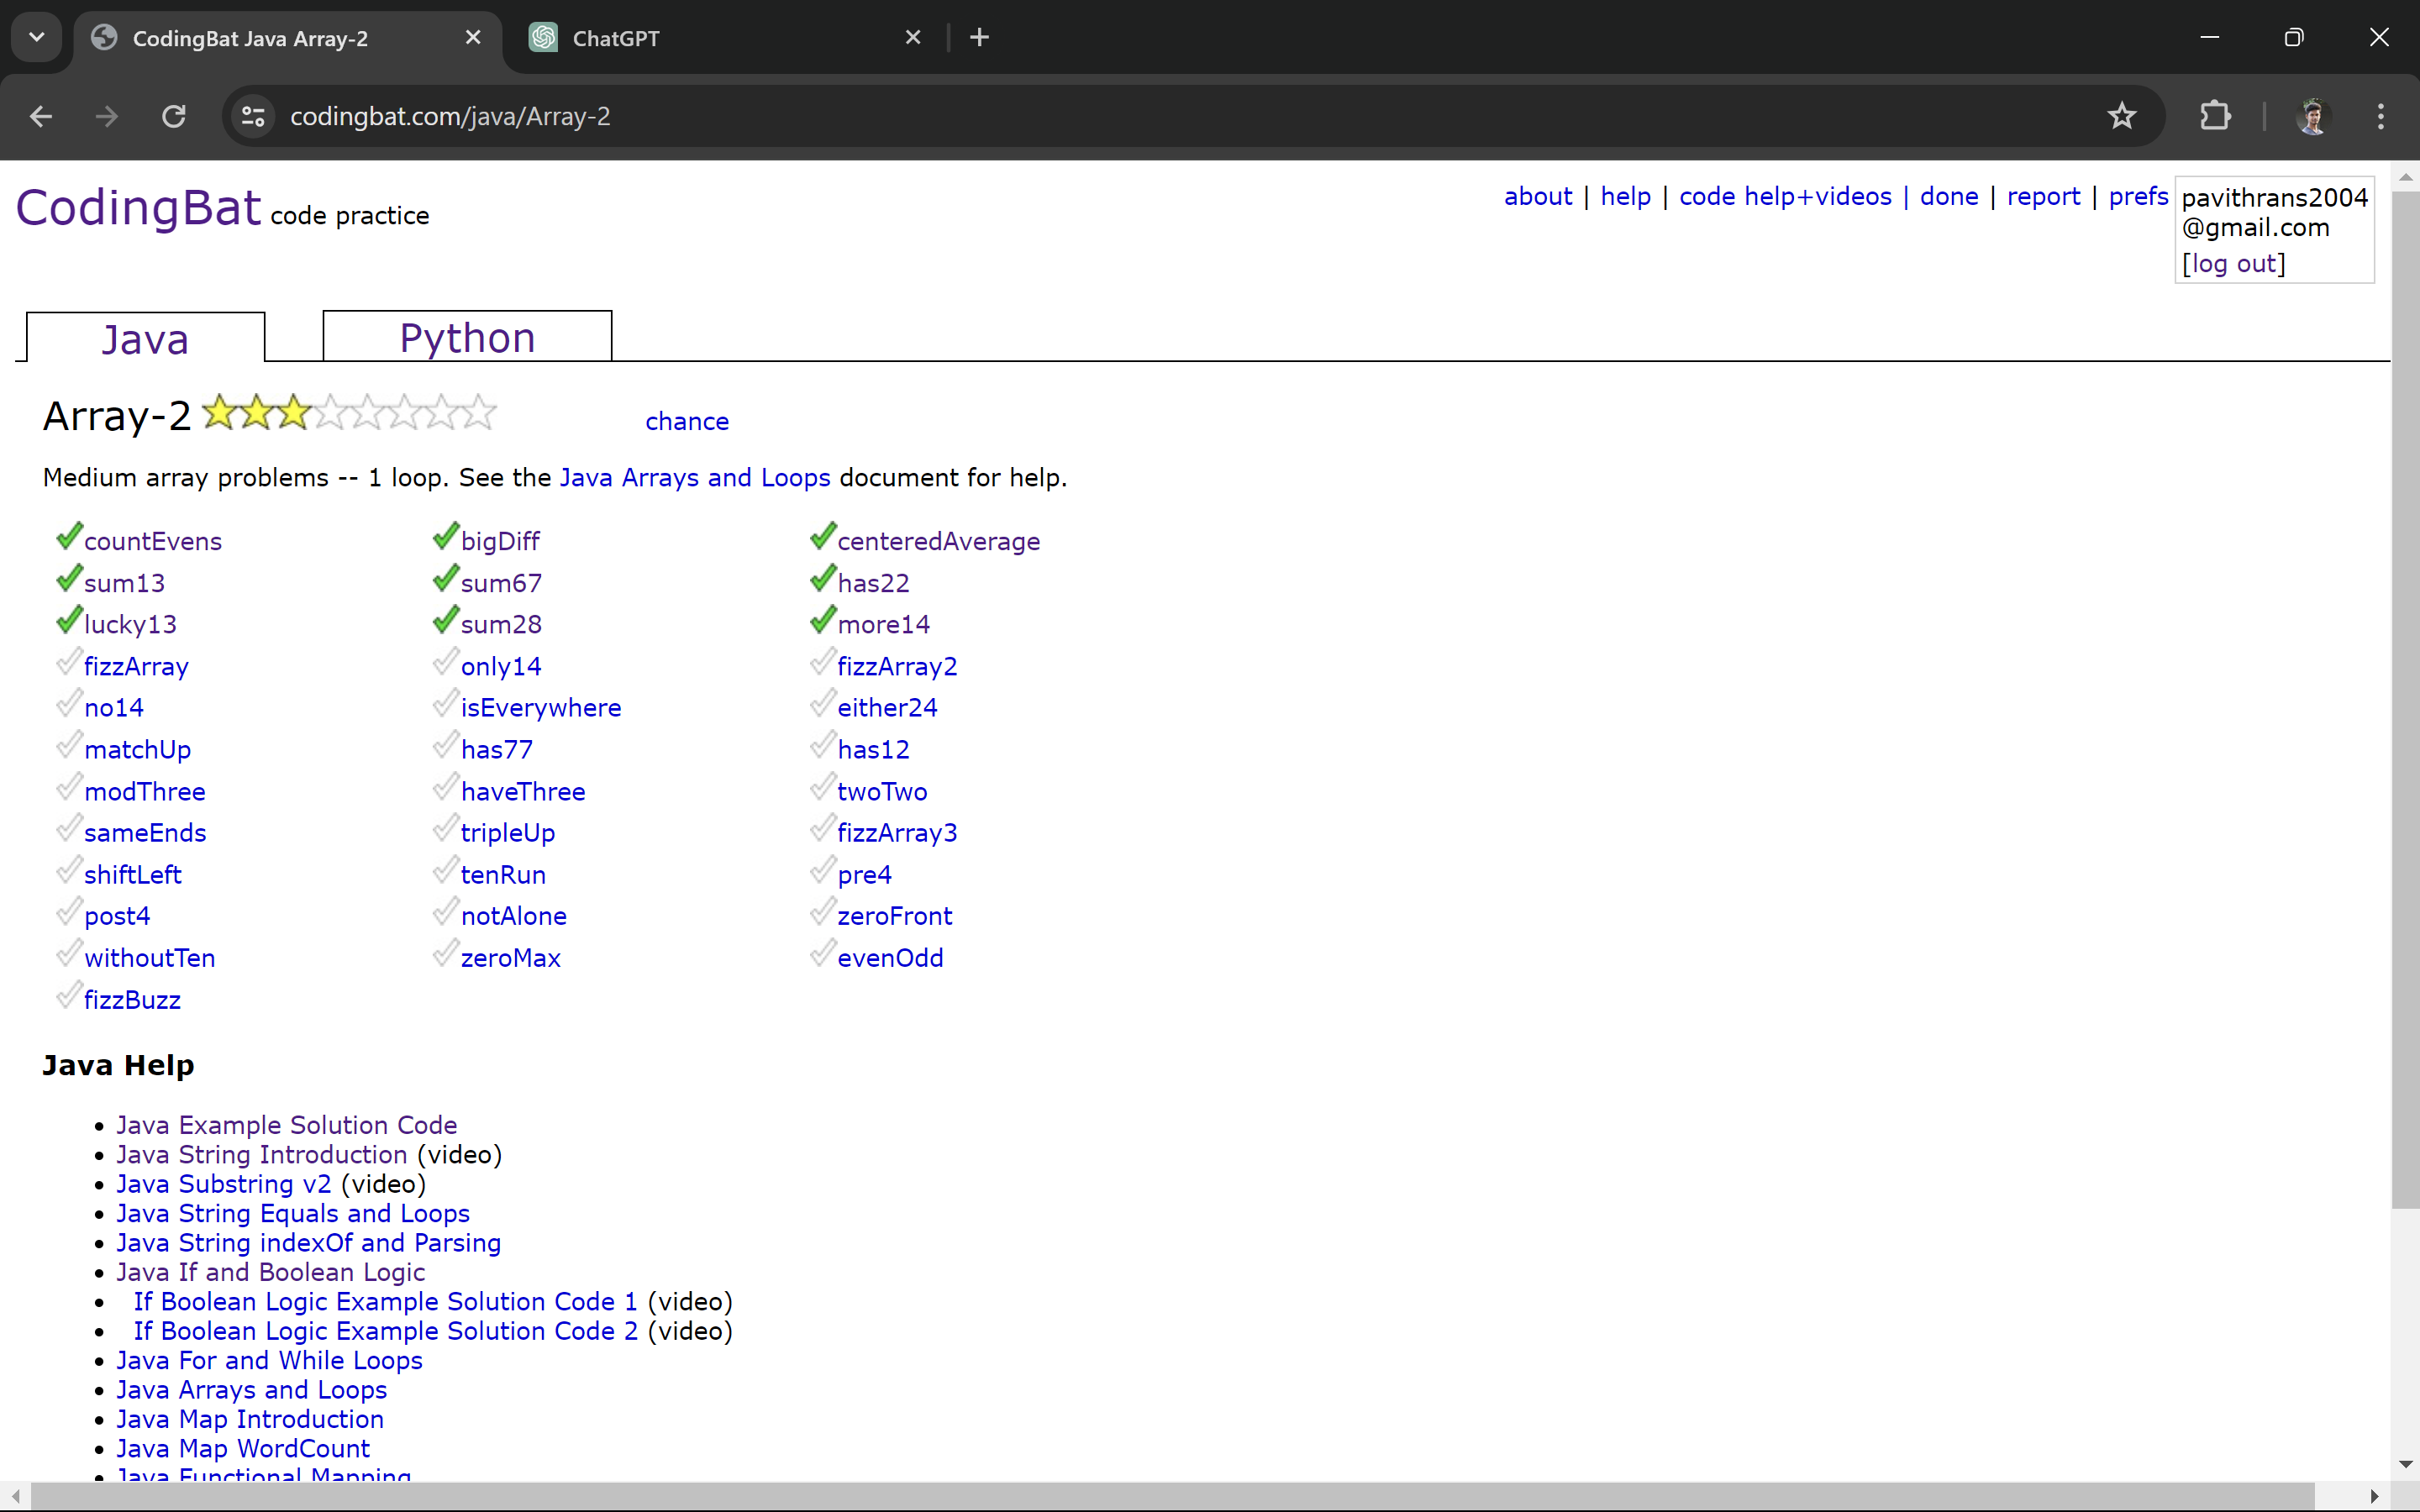 CodingBat Java Array-2
ChatGPT
codingbat.com/java/Array-2
CodingBat code practice
about | help | code help+videos | done | report | prefs
pavithrans2004
@gmail.com
[log out]
Java
Python
Array-2
chance
Medium array problems -- 1 loop. See the Java Arrays and Loops document for help.
countEvens bigDiff centeredAverage
sum13 sum67 has22
lucky13 sum28 more14
fizzArray only14 fizzArray2
no14 isEverywhere either24
matchUp has77 has12
modThree haveThree twoTwo
sameEnds tripleUp fizzArray3
shiftLeft tenRun pre4
post4 notAlone zeroFront
withoutTen zeroMax evenOdd
fizzBuzz
Java Help
Java Example Solution Code
Java String Introduction (video)
Java Substring v2 (video)
Java String Equals and Loops
Java String indexOf and Parsing
Java If and Boolean Logic
If Boolean Logic Example Solution Code 1 (video)
If Boolean Logic Example Solution Code 2 (video)
Java For and While Loops
Java Arrays and Loops
Java Map Introduction
Java Map WordCount
Java Functional Mapping